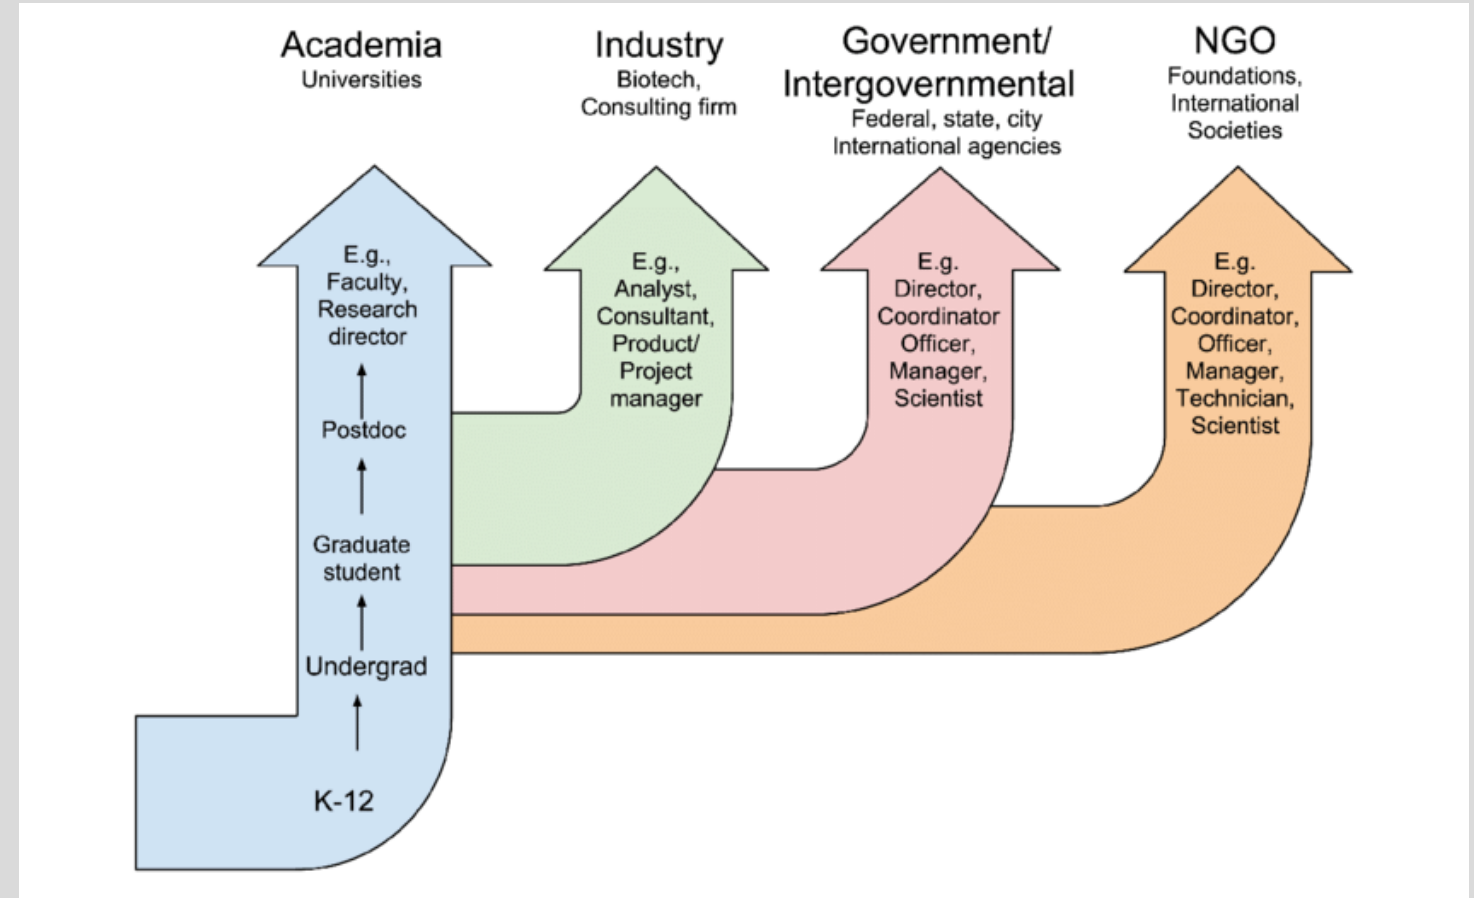 Academia
Universities
Industry
Biotech,
Consulting firm
Government/
Intergovernmental
Federal, state, city
International agencies
NGO
Foundations,
International
Societies
E.g.,
Faculty,
Research
director
Postdoc
Graduate
student
Undergrad
K-12
E.g.,
Analyst,
Consultant,
Product/
Project
manager
E.g.
Director,
Coordinator
Officer,
Manager,
Scientist
E.g.
Director,
Coordinator,
Officer,
Manager,
Technician,
Scientist